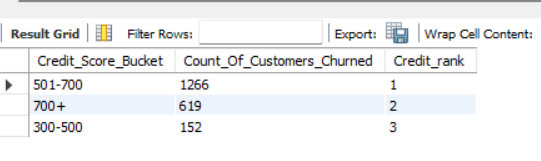 Result Grid Filter Rows: Export: Wrap Cell Content:
Credit_Score_Bucket Count_Of_Customers_Churned Credit_rank
501-700 1266 1
700+ 619 2
300-500 152 3